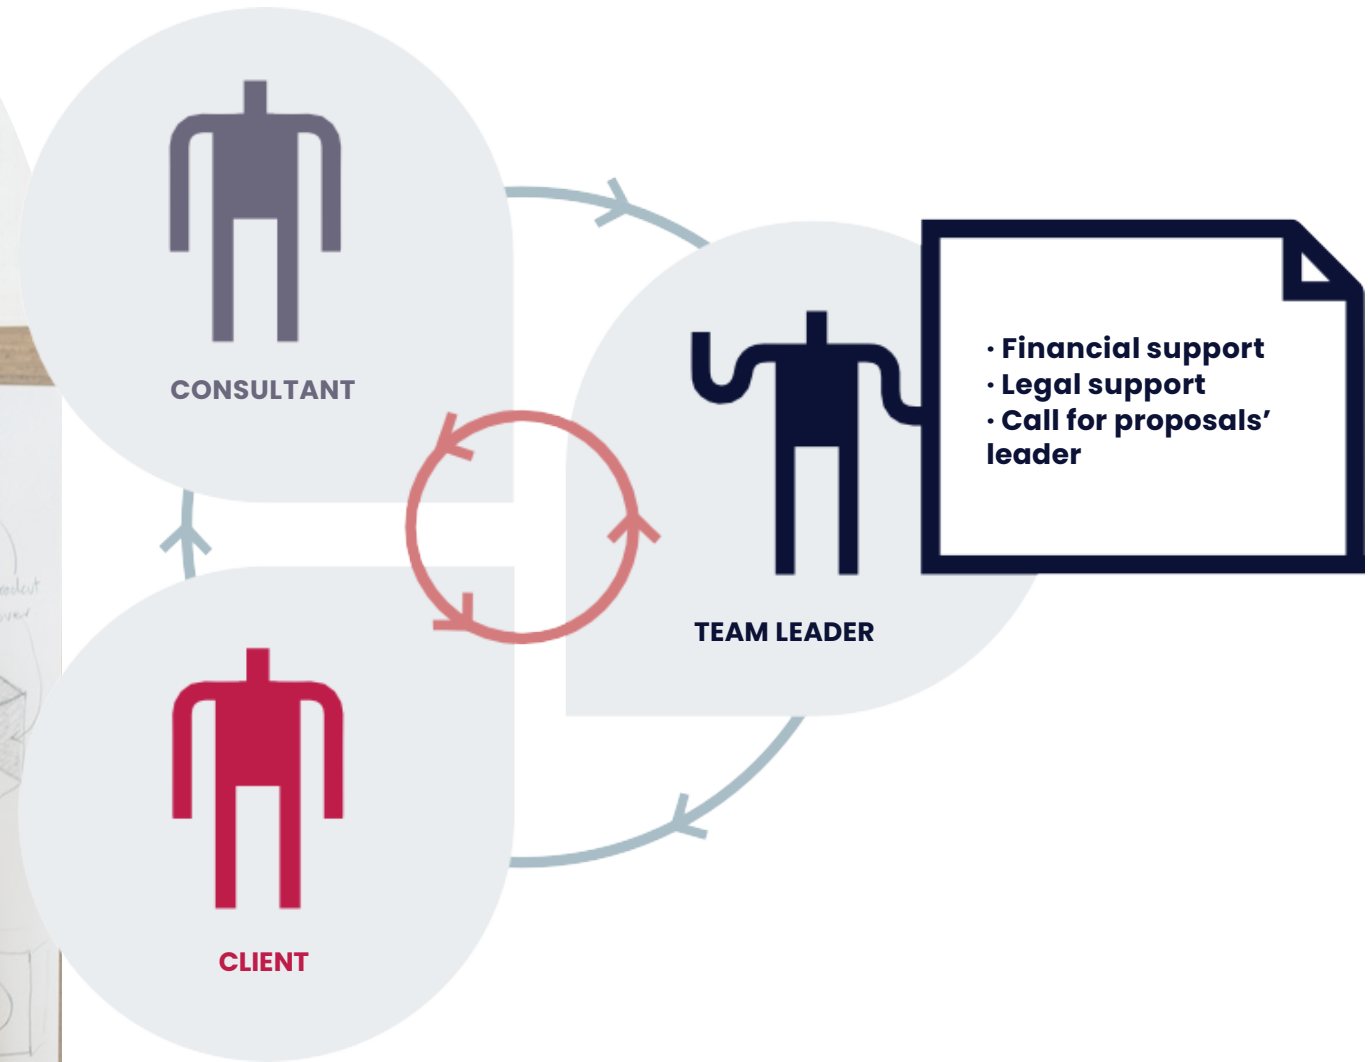 CONSULTANT
· Financial support
· Legal support
· Call for proposals’
leader
TEAM LEADER
CLIENT